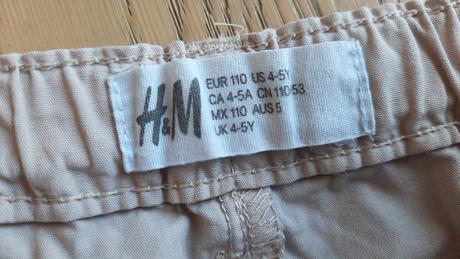 H&M
EUR 110 US 4-5Y
CA 4-5A CN 110/53
MX 110 AUS 5
UK 4-5Y